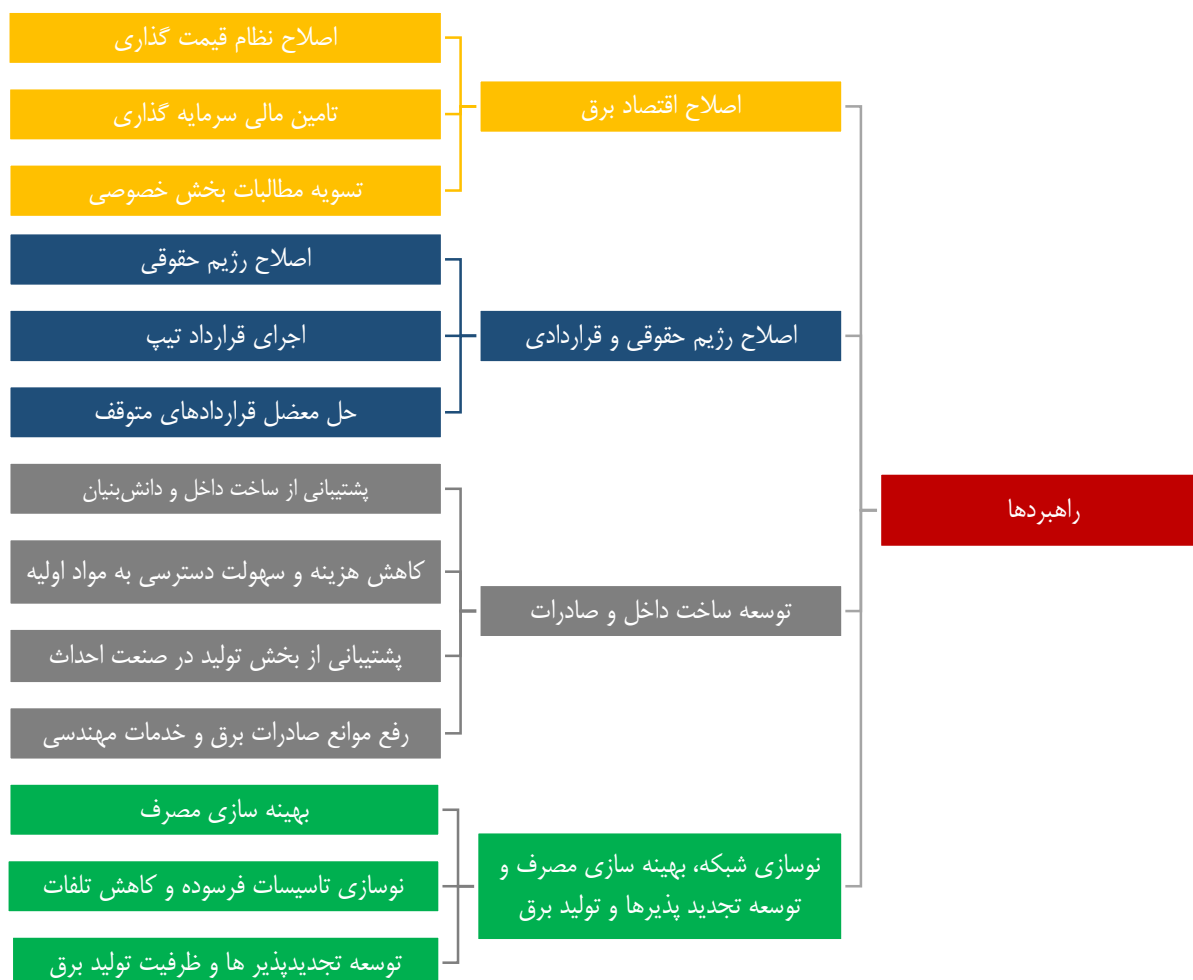 راهبردها
اصلاح اقتصاد برق
اصلاح نظام قیمت گذاری
تامین مالی سرمایه گذاری
تسویه مطالبات بخش خصوصی
اصلاح رژیم حقوقی و قراردادی
اصلاح رژیم حقوقی
اجرای قرارداد تیپ
حل معضل قراردادهای متوقف
توسعه ساخت داخل و صادرات
پشتیبانی از ساخت داخل و دانش‌بنیان
کاهش هزینه و سهولت دسترسی به مواد اولیه
پشتیبانی از بخش تولید در صنعت احداث
رفع موانع صادرات برق و خدمات مهندسی
نوسازی شبکه، بهینه سازی مصرف و
توسعه تجدید پذیرها و تولید برق
بهینه سازی مصرف
نوسازی تاسیسات فرسوده و کاهش تلفات
توسعه تجدیدپذیر ها و ظرفیت تولید برق